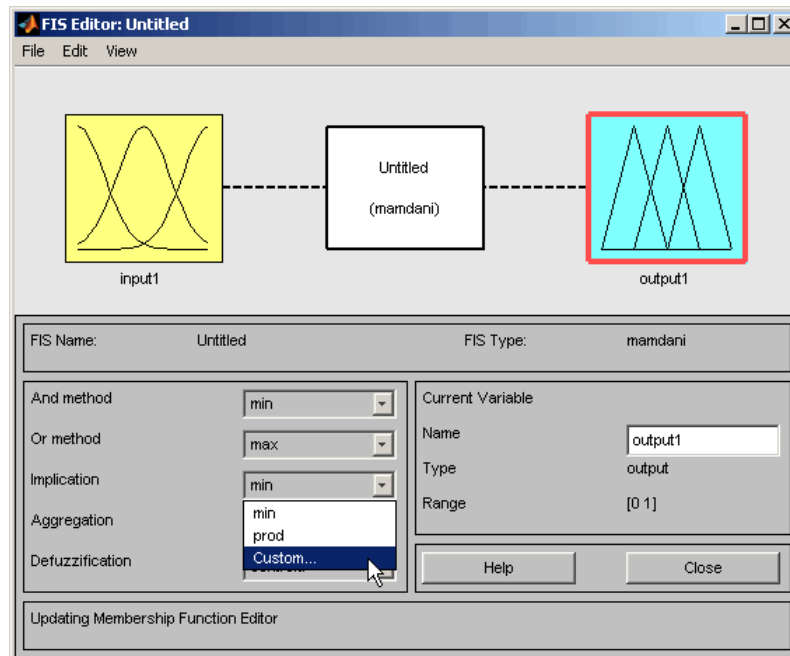 FIS Editor: Untitled
File Edit View
Untitled
(mamdani)
input1
output1
FIS Name: Untitled FIS Type: mamdani
And method min
Or method max
Implication min
min
prod
Custom...
Aggregation
Defuzzification
Current Variable
Name output1
Type output
Range [0 1]
Help Close
Updating Membership Function Editor